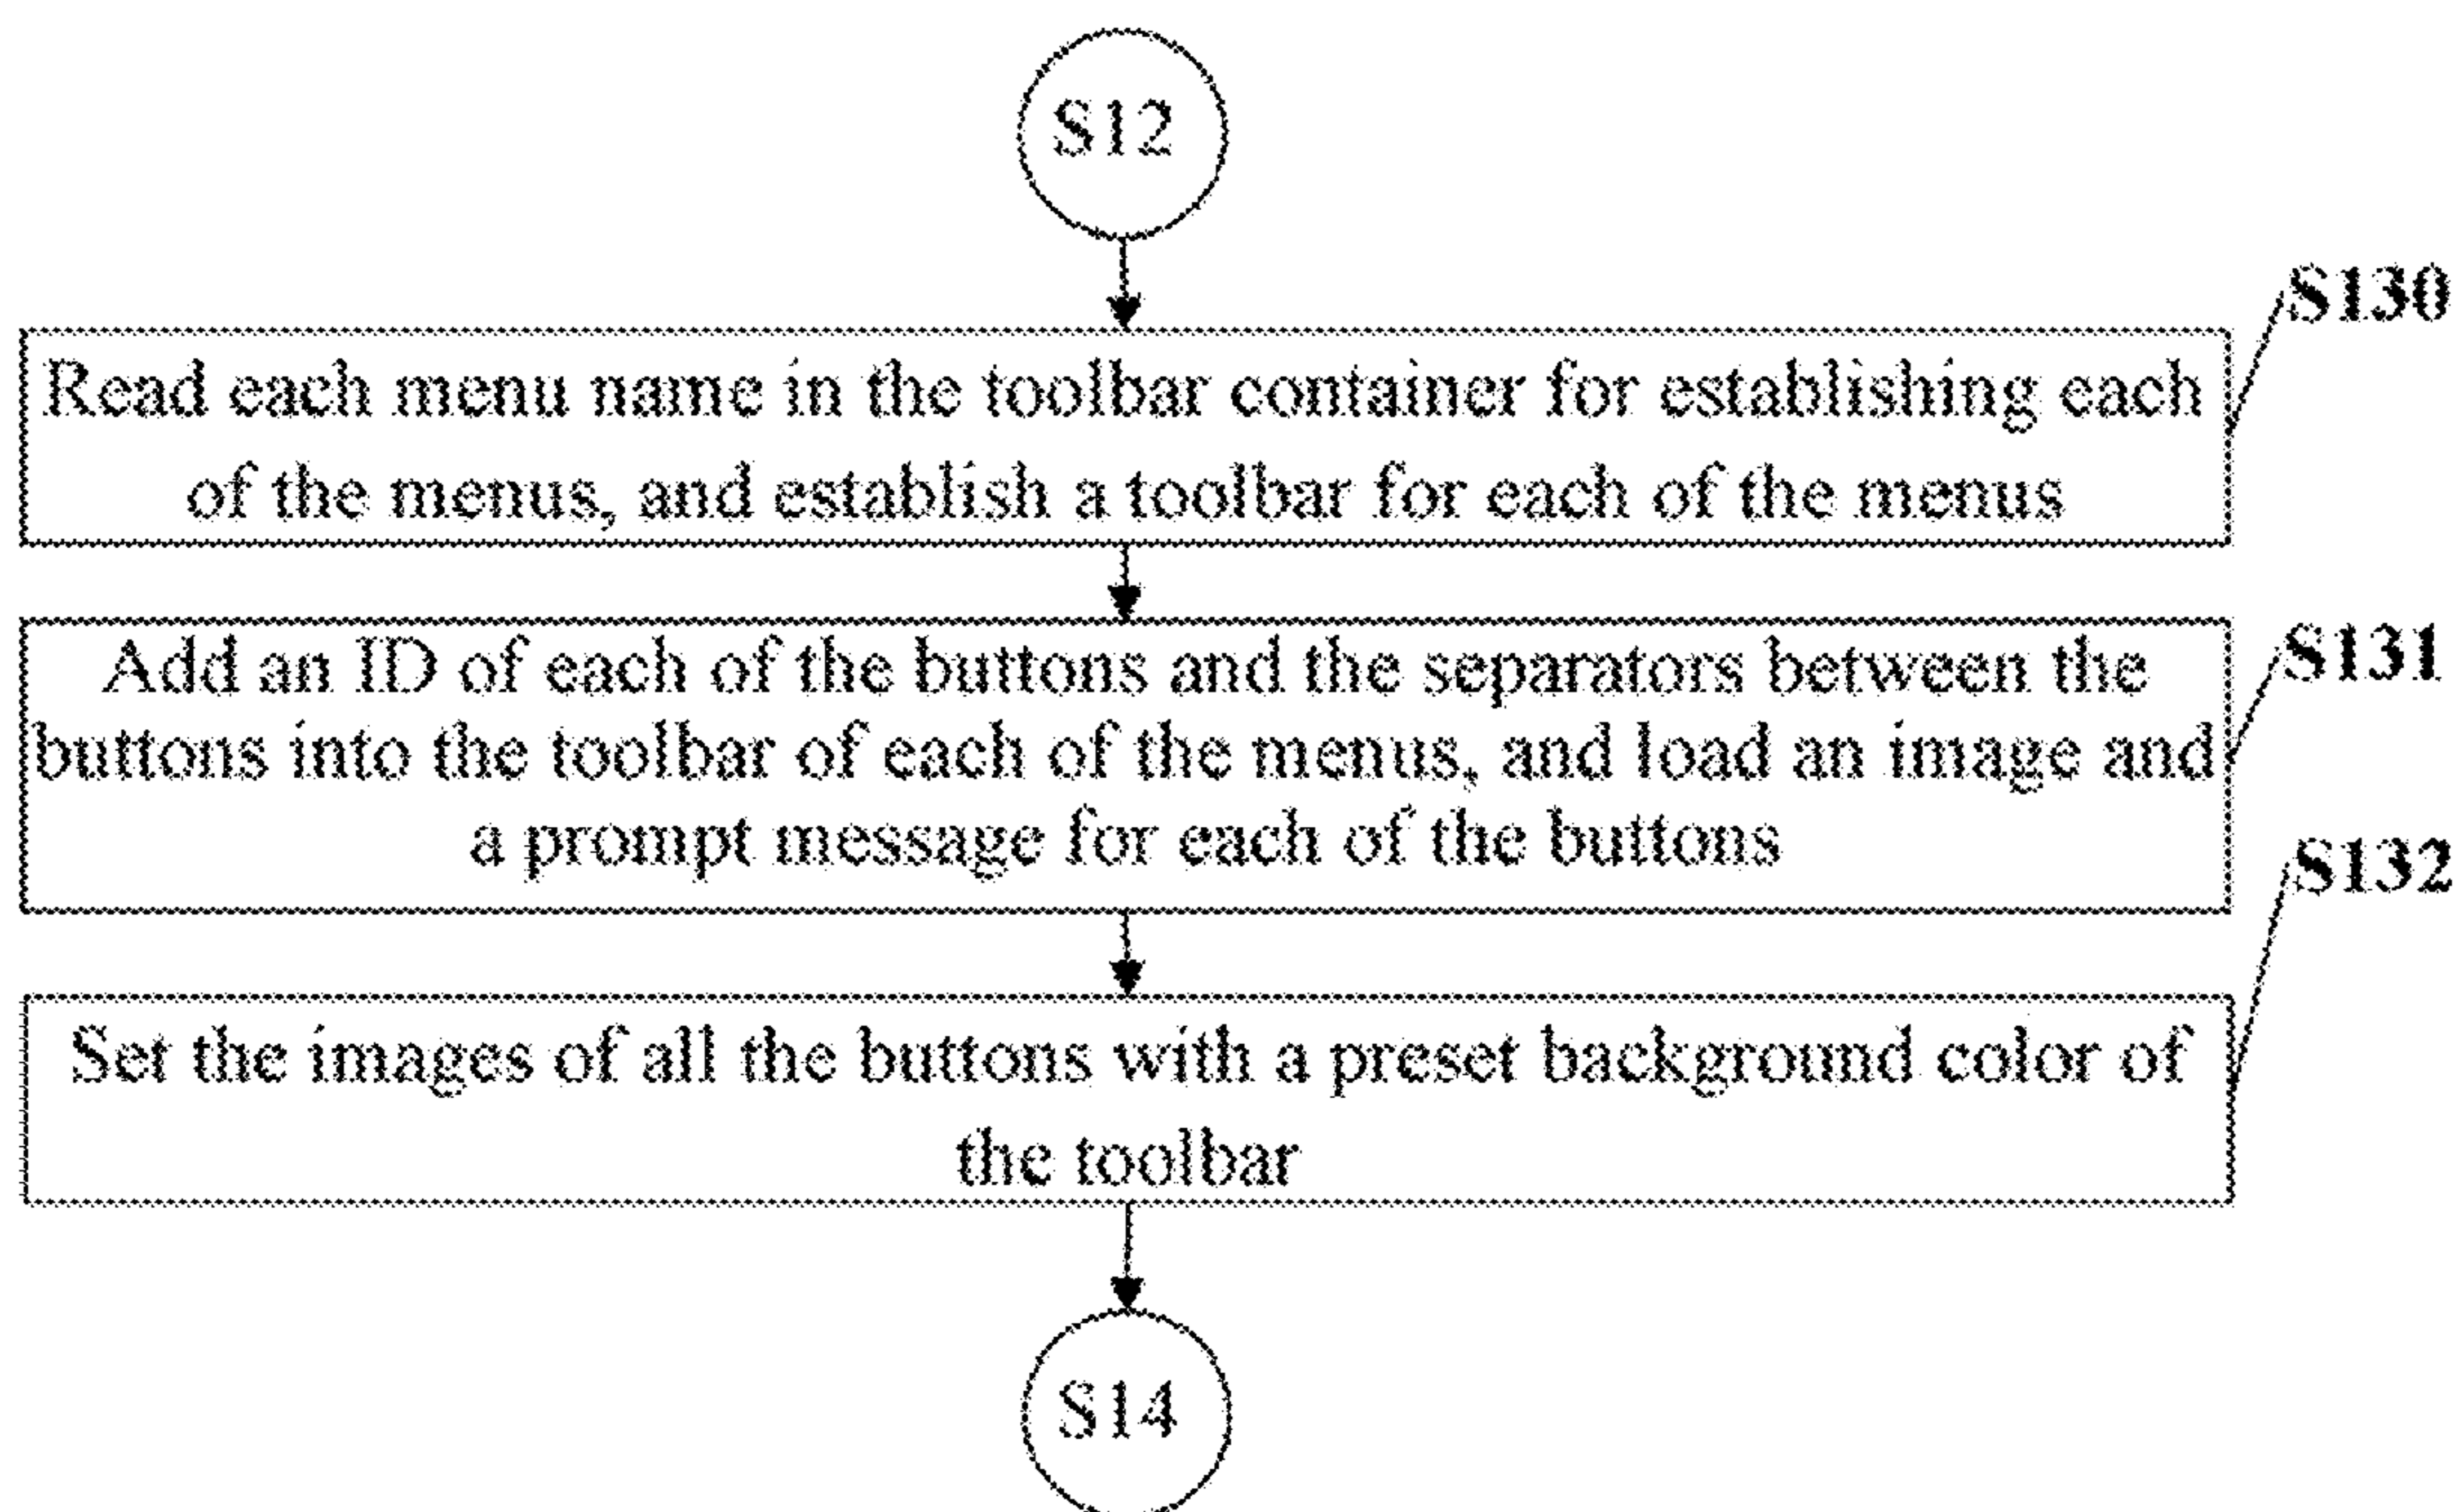 S12
S130
Read each menu name in the toolbar container for establishing each
of the menus, and establish a toolbar for each of the menus
S131
Add an ID of each of the buttons and the separators between the
buttons into the toolbar of each of the menus, and load an image and
a prompt message for each of the buttons
S132
Set the images of all the buttons with a preset background color of
the toolbar
S14